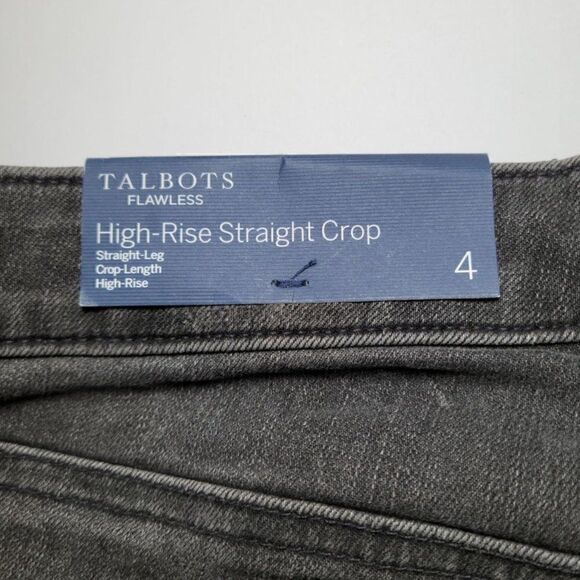 TALBOTS
FLAWLESS
High-Rise Straight Crop
Straight-Leg
Crop-Length
High-Rise
4